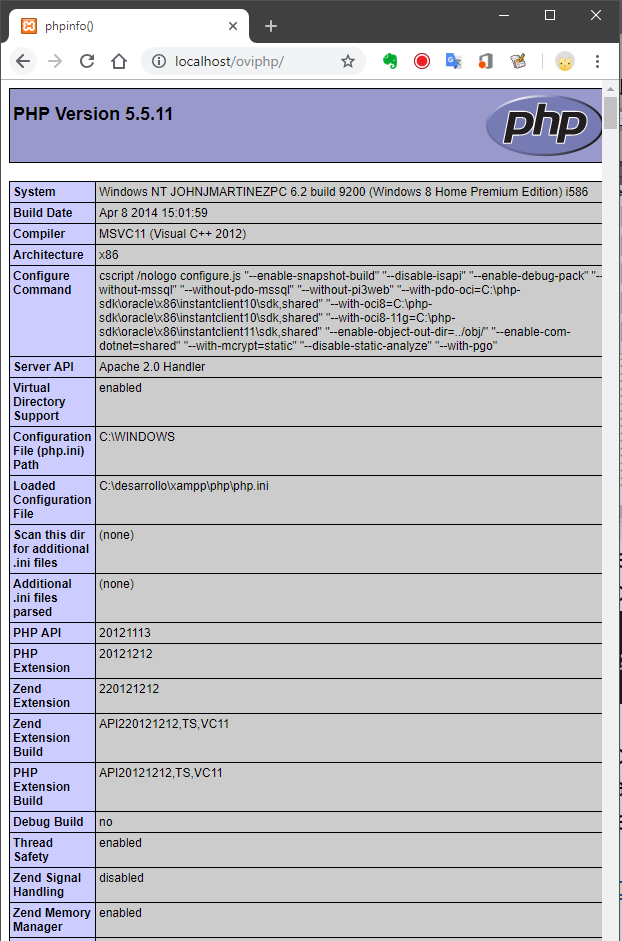 phpinfo()
localhost/oviphp/
PHP Version 5.5.11
php
System
Windows NT JOHNJMARTINEZPC 6.2 build 9200 (Windows 8 Home Premium Edition) i586
Build Date
Apr 8 2014 15:01:59
Compiler
MSVC11 (Visual C++ 2012)
Architecture
x86
Configure
Command
cscript /nologo configure.js "--enable-snapshot-build" "--disable-isapi" "--enable-debug-pack" "--
without-mssql" "--without-pdo-mssql" "--without-pi3web" "--with-pdo-oci=C:\php-
sdk\oracle\x86\instantclient10\sdk,shared" "--with-oci8=C:\php-
sdk\oracle\x86\instantclient10\sdk,shared" "--with-oci8-11g=C:\php-
sdk\oracle\x86\instantclient11\sdk,shared" "--enable-object-out-dir=../obj/" "--enable-com-
dotnet=shared" "--with-mcrypt=static" "--disable-static-analyze" "--with-pgo"
Server API
Apache 2.0 Handler
Virtual
Directory
Support
enabled
Configuration
File (php.ini)
Path
C:\WINDOWS
Loaded
Configuration
File
C:\desarrollo\xampp\php\php.ini
Scan this dir
for additional
.ini files
(none)
Additional
.ini files
parsed
(none)
PHP API
20121113
PHP
Extension
20121212
Zend
Extension
220121212
Zend
Extension
Build
API220121212,TS,VC11
PHP
Extension
Build
API20121212,TS,VC11
Debug Build
no
Thread
Safety
enabled
Zend Signal
Handling
disabled
Zend Memory
Manager
enabled